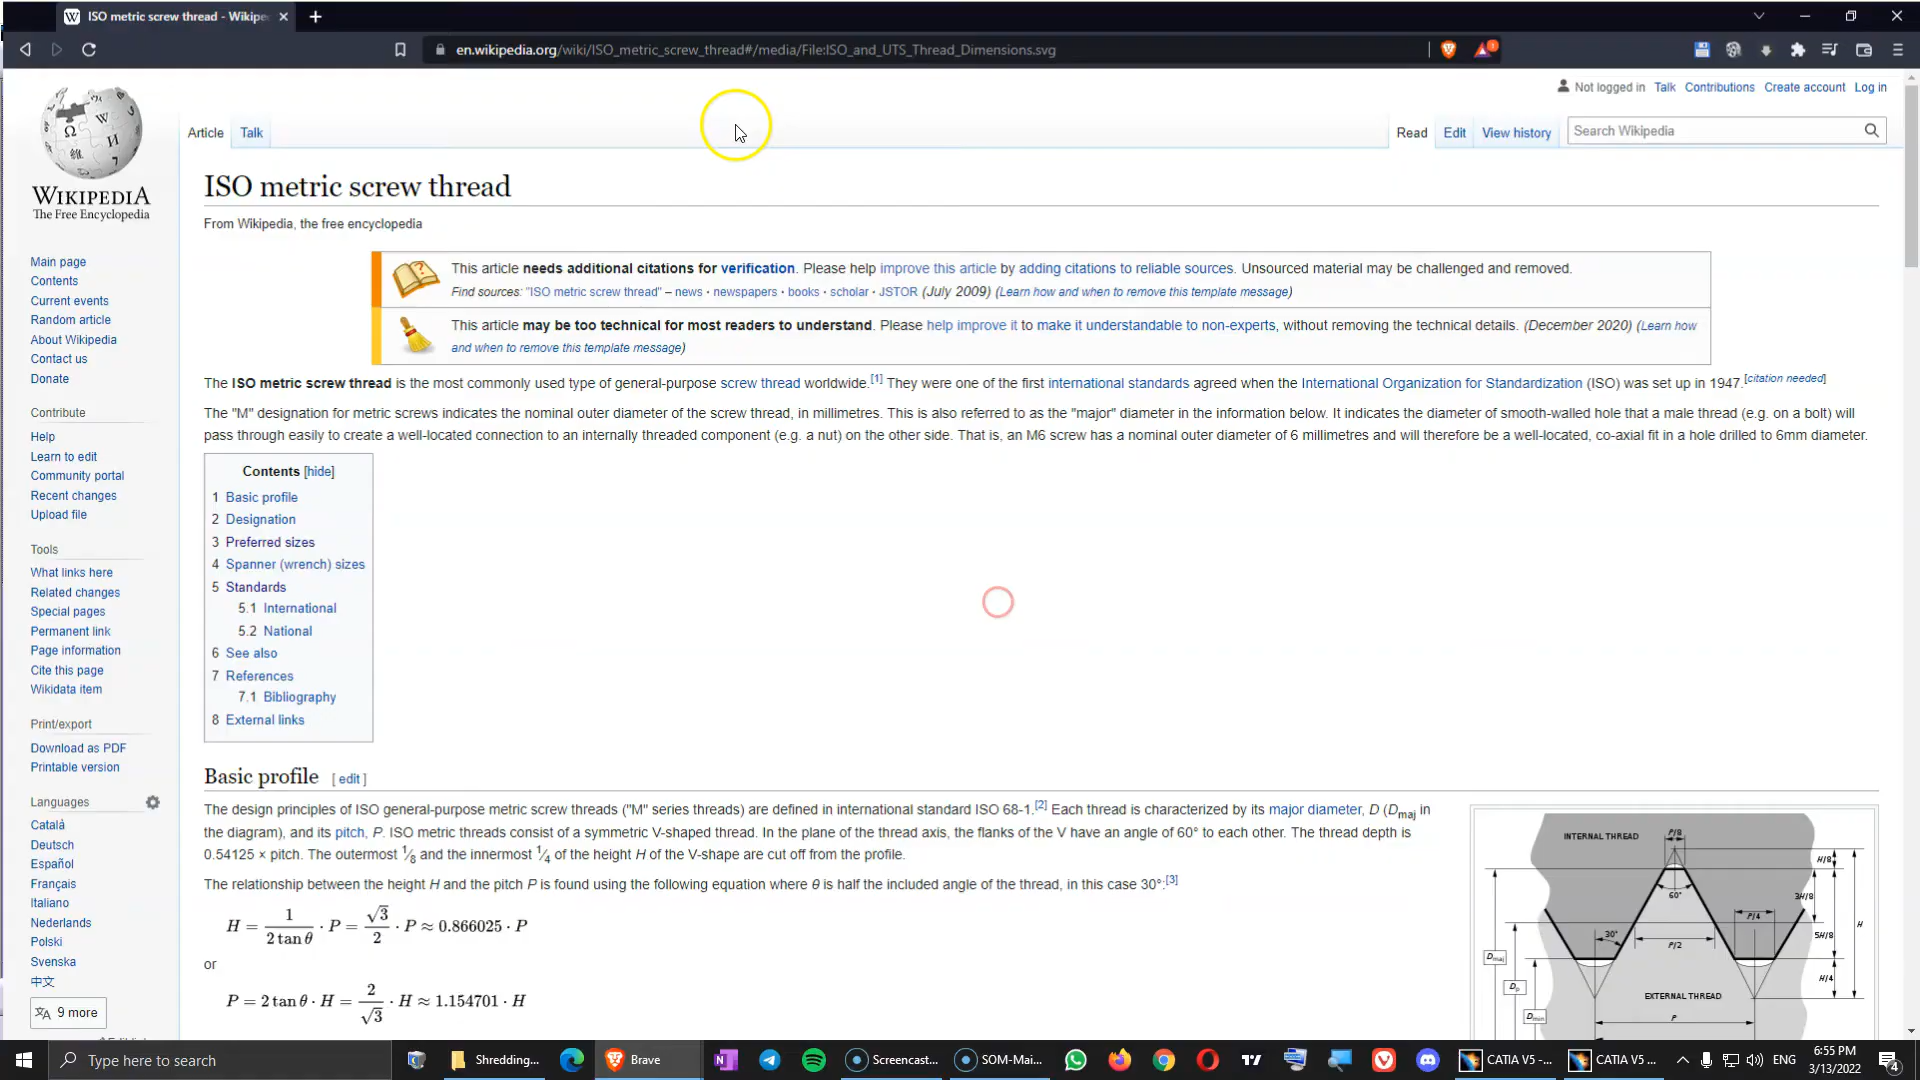 ISO metric screw thread - Wikipe
en.wikipedia.org/wiki/ISO_metric_screw_thread#/media/File:ISO_and_UTS_Thread_Dimensions.svg
Not logged in Talk Contributions Create account Log in
Article Talk Read Edit View history Search Wikipedia
WIKIPEDIA
The Free Encyclopedia
Main page
Contents
Current events
Random article
About Wikipedia
Contact us
Donate
Contribute
Help
Learn to edit
Community portal
Recent changes
Upload file
Tools
What links here
Related changes
Special pages
Permanent link
Page information
Cite this page
Wikidata item
Print/export
Download as PDF
Printable version
Languages
Català
Deutsch
Español
Français
Italiano
Nederlands
Polski
Svenska
中文
9 more
ISO metric screw thread
From Wikipedia, the free encyclopedia
This article needs additional citations for verification. Please help improve this article by adding citations to reliable sources. Unsourced material may be challenged and removed.
Find sources: "ISO metric screw thread" – news · newspapers · books · scholar · JSTOR (July 2009) (Learn how and when to remove this template message)
This article may be too technical for most readers to understand. Please help improve it to make it understandable to non-experts, without removing the technical details. (December 2020) (Learn how
and when to remove this template message)
The ISO metric screw thread is the most commonly used type of general-purpose screw thread worldwide.[1] They were one of the first international standards agreed when the International Organization for Standardization (ISO) was set up in 1947.[citation needed]
The "M" designation for metric screws indicates the nominal outer diameter of the screw thread, in millimetres. This is also referred to as the "major" diameter in the information below. It indicates the diameter of smooth-walled hole that a male thread (e.g. on a bolt) will
pass through easily to create a well-located connection to an internally threaded component (e.g. a nut) on the other side. That is, an M6 screw has a nominal outer diameter of 6 millimetres and will therefore be a well-located, co-axial fit in a hole drilled to 6mm diameter.
Contents [hide]
1 Basic profile
2 Designation
3 Preferred sizes
4 Spanner (wrench) sizes
5 Standards
5.1 International
5.2 National
6 See also
7 References
7.1 Bibliography
8 External links
Basic profile [ edit ]
The design principles of ISO general-purpose metric screw threads ("M" series threads) are defined in international standard ISO 68-1.[2] Each thread is characterized by its major diameter, D (Dmaj in
the diagram), and its pitch, P. ISO metric threads consist of a symmetric V-shaped thread. In the plane of the thread axis, the flanks of the V have an angle of 60° to each other. The thread depth is
0.54125 × pitch. The outermost 1/8 and the innermost 1/4 of the height H of the V-shape are cut off from the profile.
The relationship between the height H and the pitch P is found using the following equation where θ is half the included angle of the thread, in this case 30°:[3]
H = 1/(2 tan θ) · P = √3/2 · P ≈ 0.866025 · P
or
P = 2 tan θ · H = 2/√3 · H ≈ 1.154701 · H
INTERNAL THREAD
P/8
H/8
60°
3H/8
P/4
H
30°
P/2
5H/8
Dmaj
H/4
Dp
EXTERNAL THREAD
Dmin
P
Type here to search
Shredding...
Brave
Screencast...
SOM-Mai...
CATIA V5 -...
CATIA V5 ...
ENG
6:55 PM
3/13/2022
4